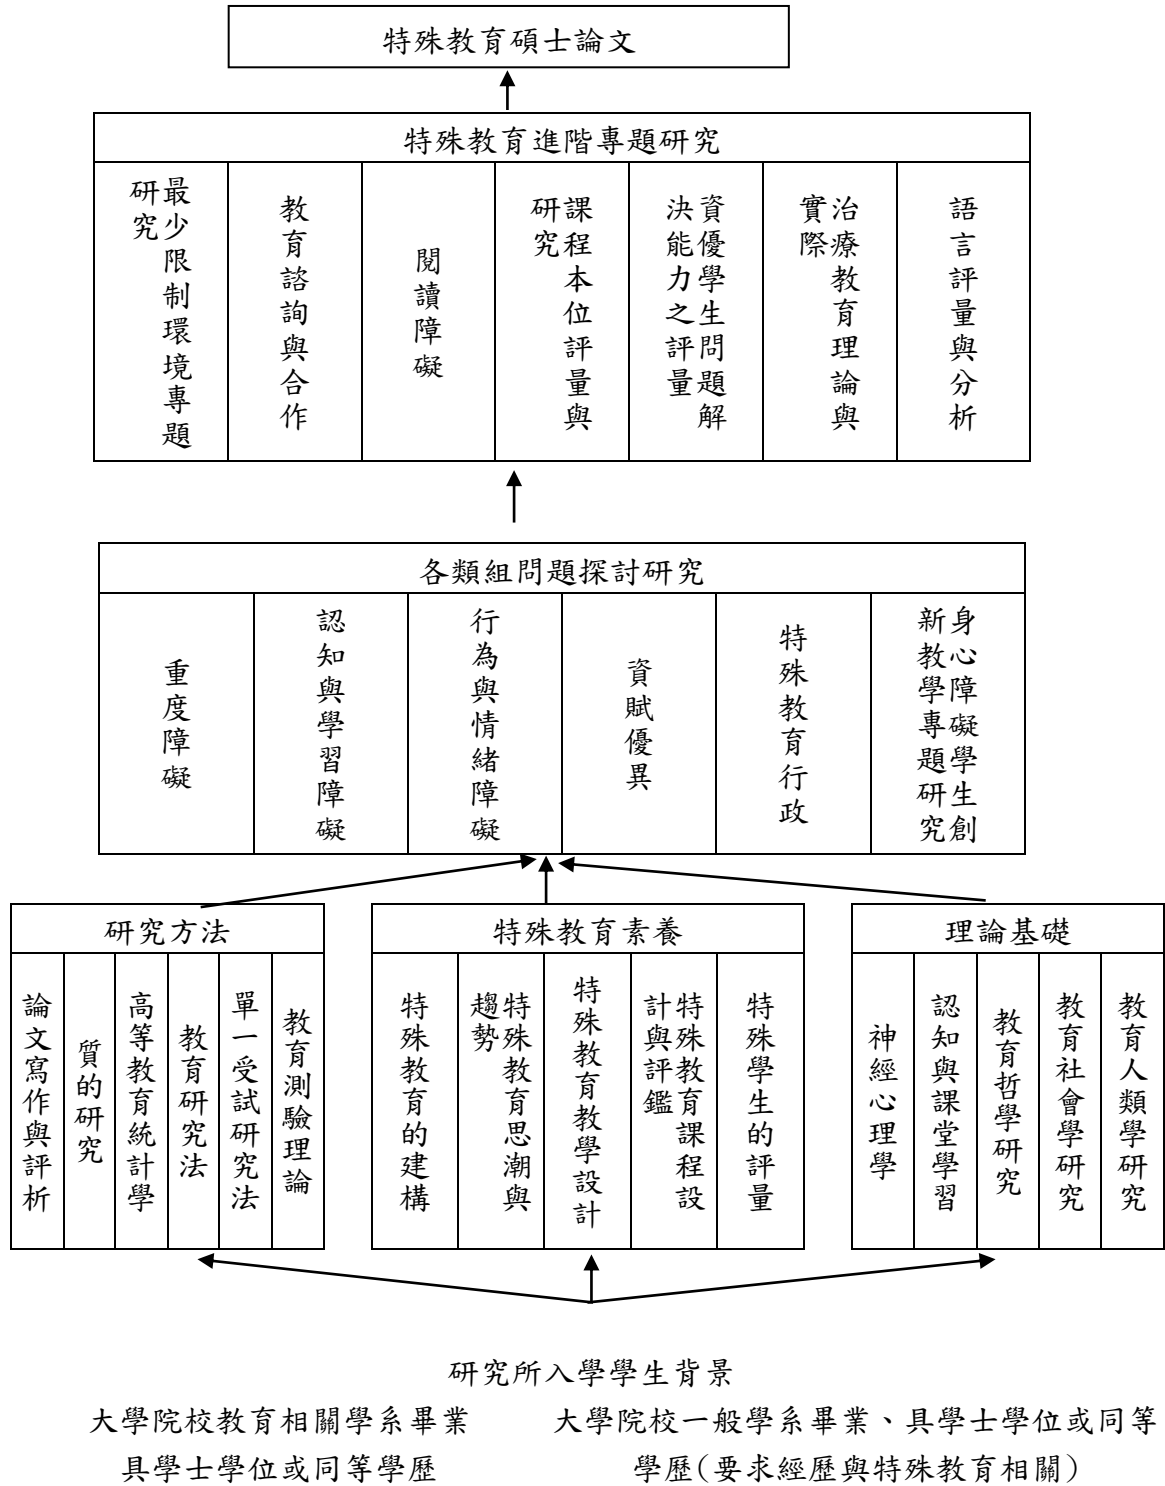 特殊教育碩士論文
特殊教育進階專題研究
最少限制環境專題
研究
教育諮詢與合作
閱讀障礙
課程本位評量與
研究
資優學生問題解
決能力之評量
治療教育理論與
實際
語言評量與分析
各類組問題探討研究
重度障礙
認知與學習障礙
行為與情緒障礙
資賦優異
特殊教育行政
身心障礙學生創
新教學專題研究
研究方法
論文寫作與評析
質的研究
高等教育統計學
教育研究法
單一受試研究法
教育測驗理論
特殊教育素養
特殊教育的建構
特殊教育思潮與
趨勢
特殊教育教學設計
特殊教育課程設
計與評鑑
特殊學生的評量
理論基礎
神經心理學
認知與課堂學習
教育哲學研究
教育社會學研究
教育人類學研究
研究所入學學生背景
大學院校教育相關學系畢業
具學士學位或同等學歷
大學院校一般學系畢業、具學士學位或同等
學歷(要求經歷與特殊教育相關)